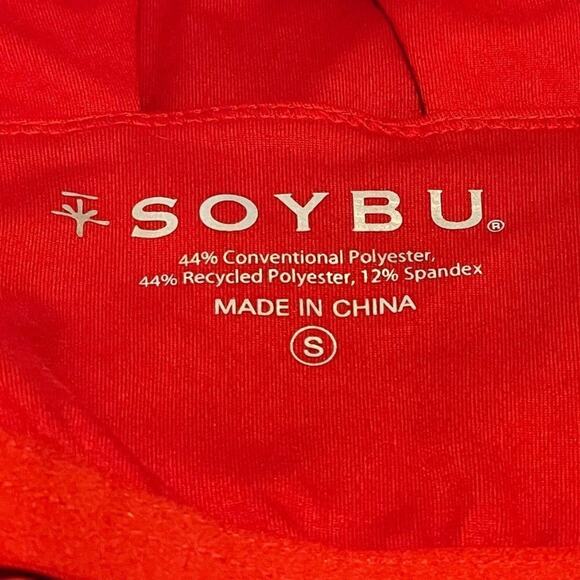 SOYBU®
44% Conventional Polyester,
44% Recycled Polyester, 12% Spandex
MADE IN CHINA
S